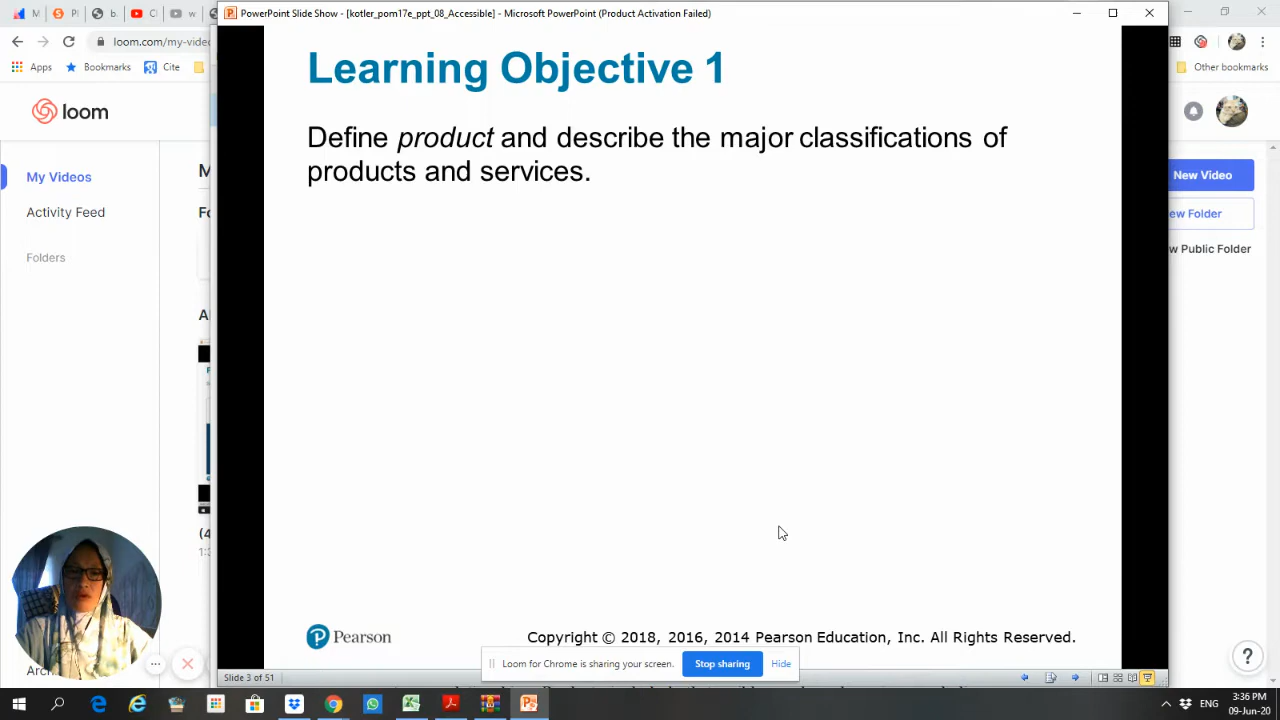 PowerPoint Slide Show - [kotler_pom17e_ppt_08_Accessible] - Microsoft PowerPoint (Product Activation Failed)
loom.com/my-video
Apps
Bookmarks
Cite
Other bookmarks
loom
My Videos
Activity Feed
Folders
New Video
ew Folder
w Public Folder
Learning Objective 1
Define product and describe the major classifications of
products and services.
Pearson
Copyright © 2018, 2016, 2014 Pearson Education, Inc. All Rights Reserved.
Loom for Chrome is sharing your screen.
Stop sharing
Hide
Slide 3 of 51
ENG
3:36 PM
09-Jun-20